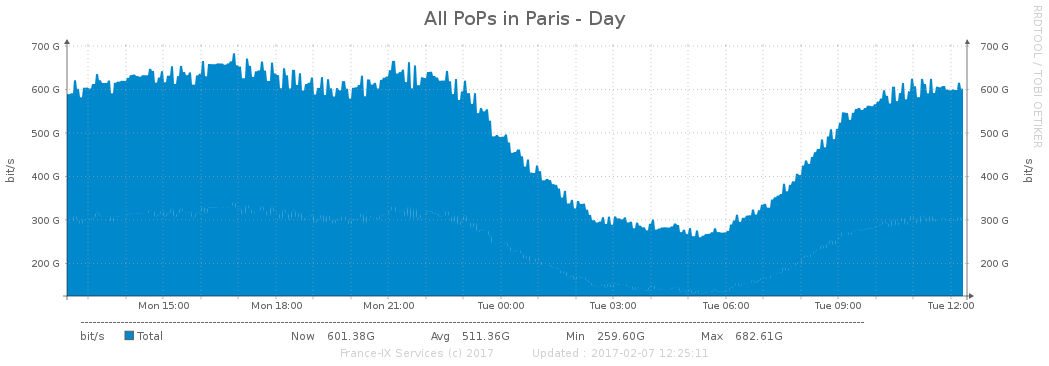 All PoPs in Paris - Day
RRDTOOL / TOBI OETIKER
bit/s
700 G
600 G
500 G
400 G
300 G
200 G
700 G
600 G
500 G
400 G
300 G
200 G
bit/s
Mon 15:00 Mon 18:00 Mon 21:00 Tue 00:00 Tue 03:00 Tue 06:00 Tue 09:00 Tue 12:00
bit/s Total Now 601.38G Avg 511.36G Min 259.60G Max 682.61G
France-IX Services (c) 2017 Updated : 2017-02-07 12:25:11